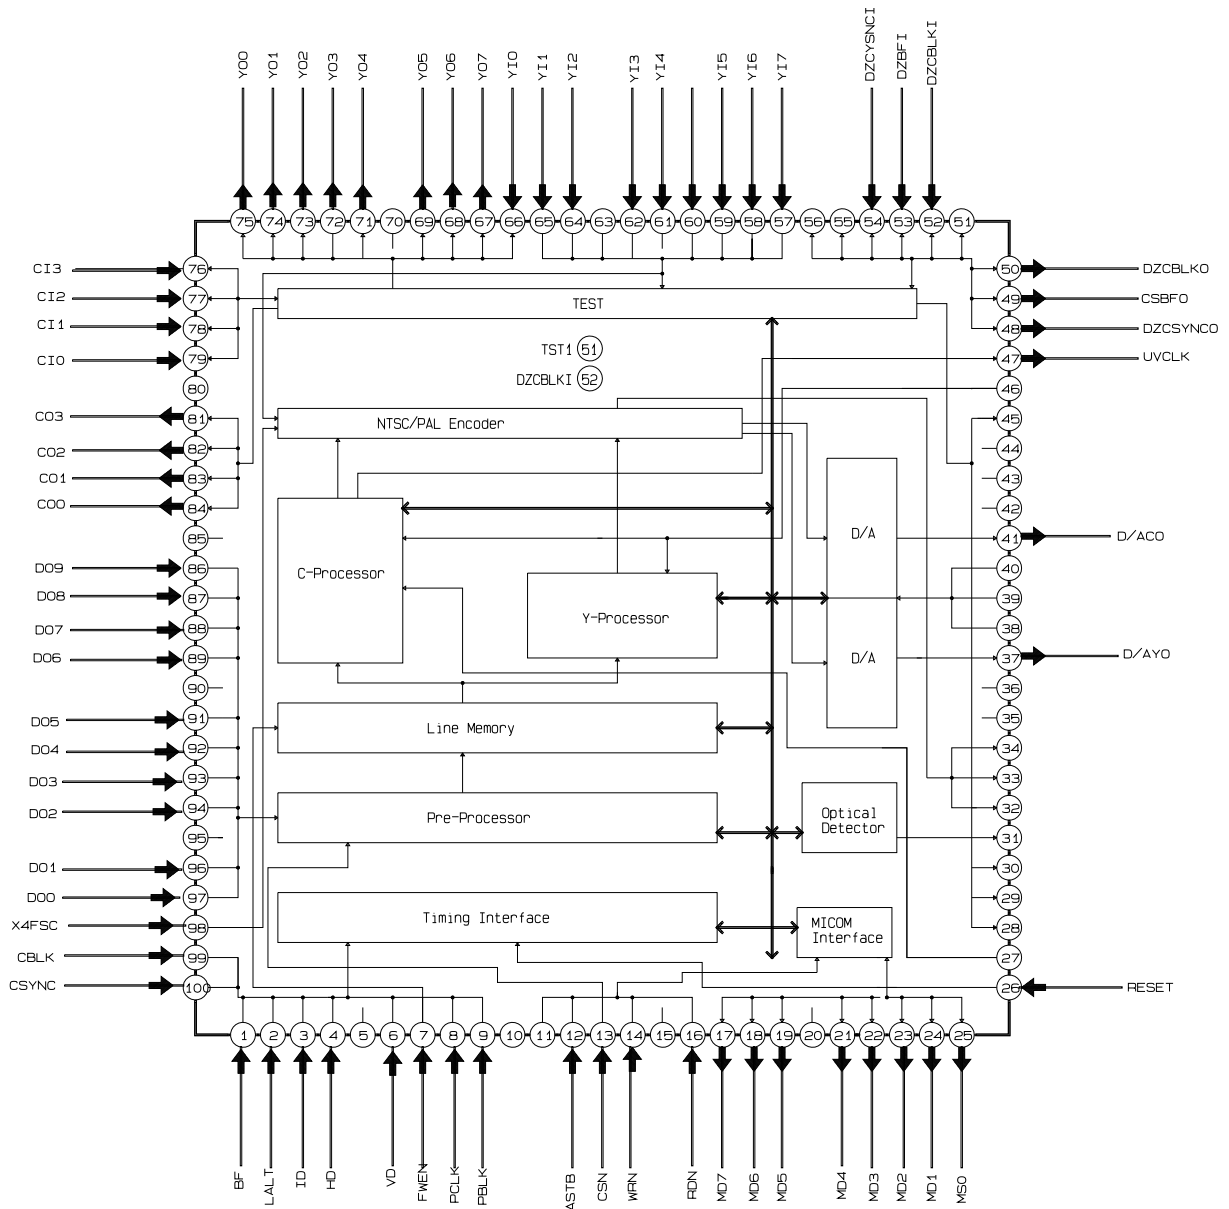 YO0 YO1 YO2 YO3 YO4 YO5 YO6 YO7 YI0 YI1 YI2 YI3 YI4 YI5 YI6 YI7 DZCYSNCI DZBFI DZCBLKI
75 74 73 72 71 70 69 68 67 66 65 64 63 62 61 60 59 58 57 56 55 54 53 52 51
CI3 76
CI2 77
CI1 78
CI0 79
80
CO3 81
CO2 82
CO1 83
CO0 84
85
DO9 86
DO8 87
DO7 88
DO6 89
90
DO5 91
DO4 92
DO3 93
DO2 94
95
DO1 96
DO0 97
X4FSC 98
CBLK 99
CSYNC 100
TEST
TST1 51
DZCBLKI 52
NTSC/PAL Encoder
C-Processor
Y-Processor
D/A
D/A
Line Memory
Pre-Processor
Optical
Detector
Timing Interface
MICOM
Interface
50 DZCBLKO
49 CSBFO
48 DZCSYNCO
47 UVCLK
46
45
44
43
42
41 D/ACO
40
39
38
37 D/AYO
36
35
34
33
32
31
30
29
28
27
26 RESET
1 2 3 4 5 6 7 8 9 10 11 12 13 14 15 16 17 18 19 20 21 22 23 24 25
BF LALT ID HD VD FWEN PCLK PBLK ASTB CSN WRN RDN MD7 MD6 MD5 MD4 MD3 MD2 MD1 MS0